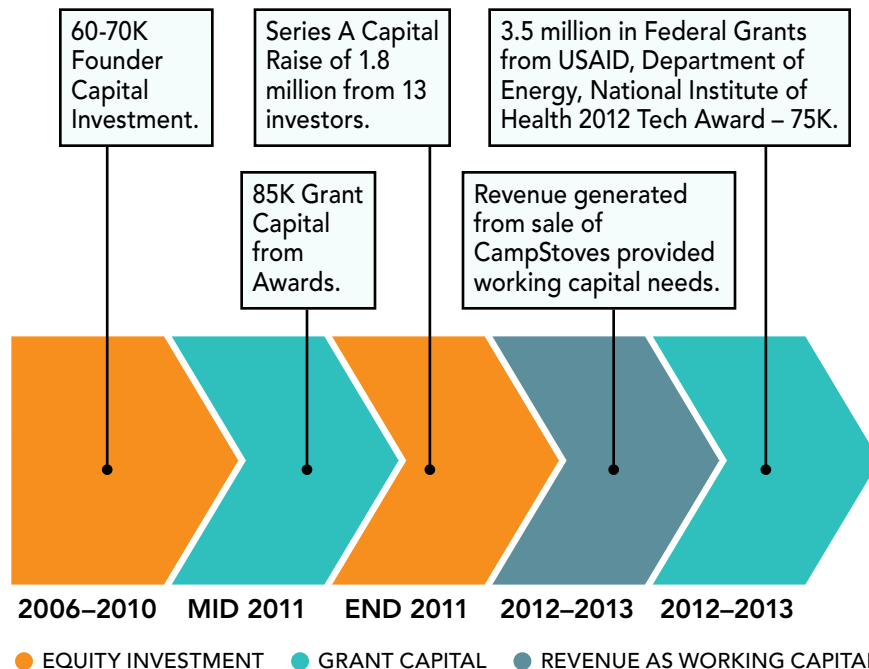 60-70K
Founder
Capital
Investment.
Series A Capital
Raise of 1.8
million from 13
investors.
3.5 million in Federal Grants
from USAID, Department of
Energy, National Institute of
Health 2012 Tech Award – 75K.
85K Grant
Capital
from
Awards.
Revenue generated
from sale of
CampStoves provided
working capital needs.
2006–2010 MID 2011 END 2011 2012–2013 2012–2013
EQUITY INVESTMENT GRANT CAPITAL REVENUE AS WORKING CAPITAL